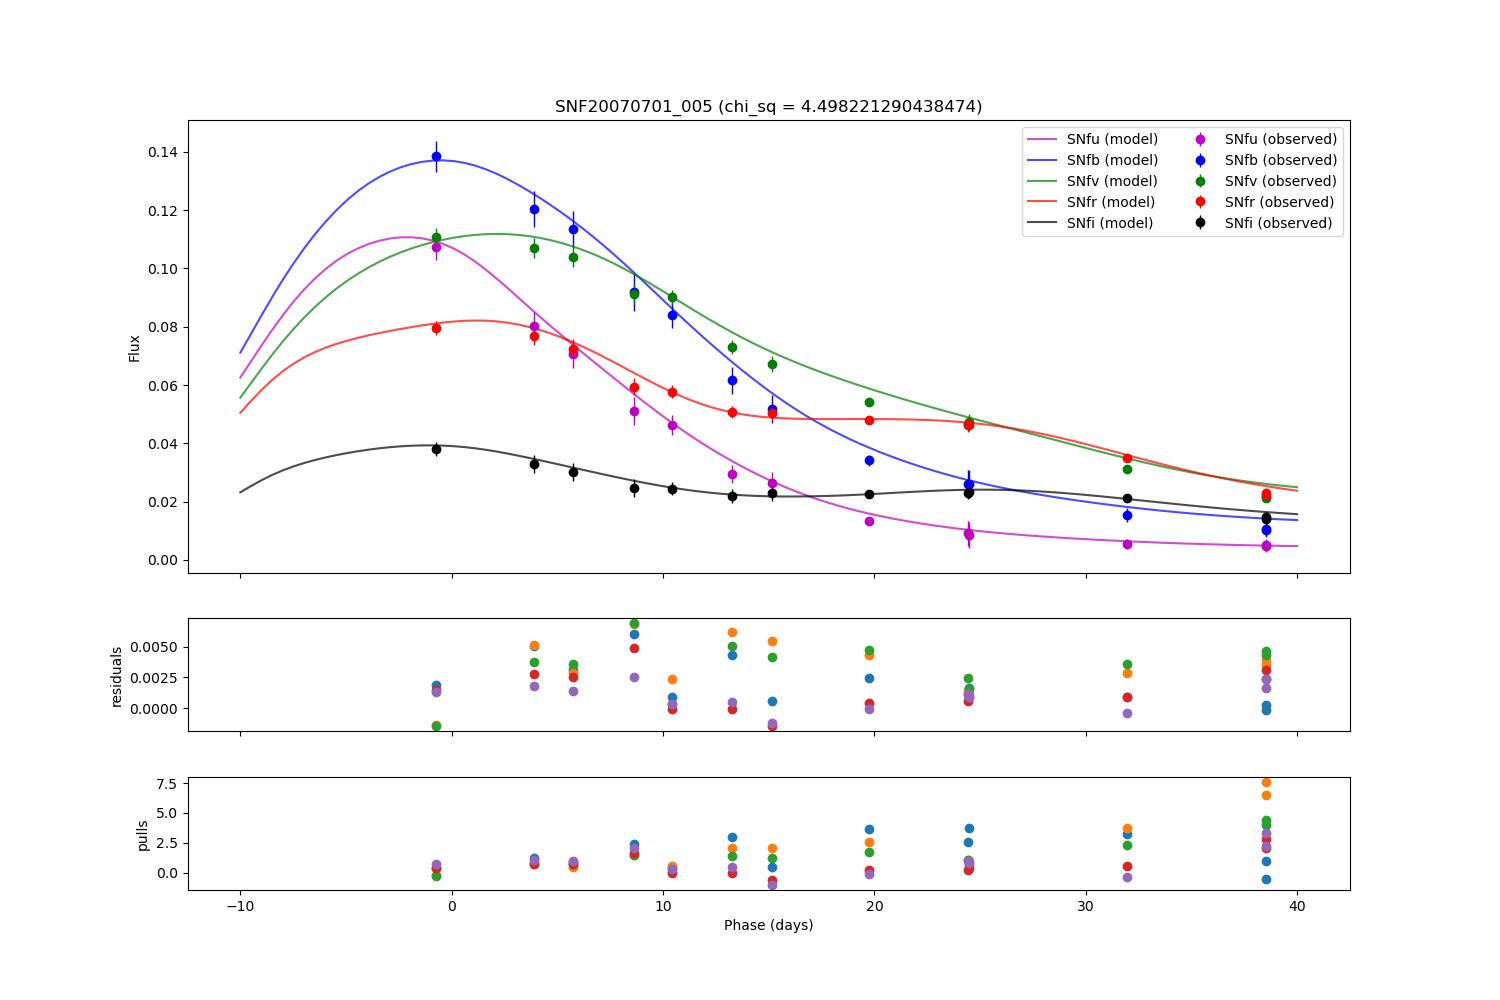 SNF20070701_005 (chi_sq = 4.498221290438474)
SNfu (model) SNfu (observed)
SNfb (model) SNfb (observed)
SNfv (model) SNfv (observed)
SNfr (model) SNfr (observed)
SNfi (model) SNfi (observed)
0.14
0.12
0.10
0.08
0.06
0.04
0.02
0.00
Flux
0.0050
0.0025
0.0000
residuals
7.5
5.0
2.5
0.0
pulls
−10 0 10 20 30 40
Phase (days)